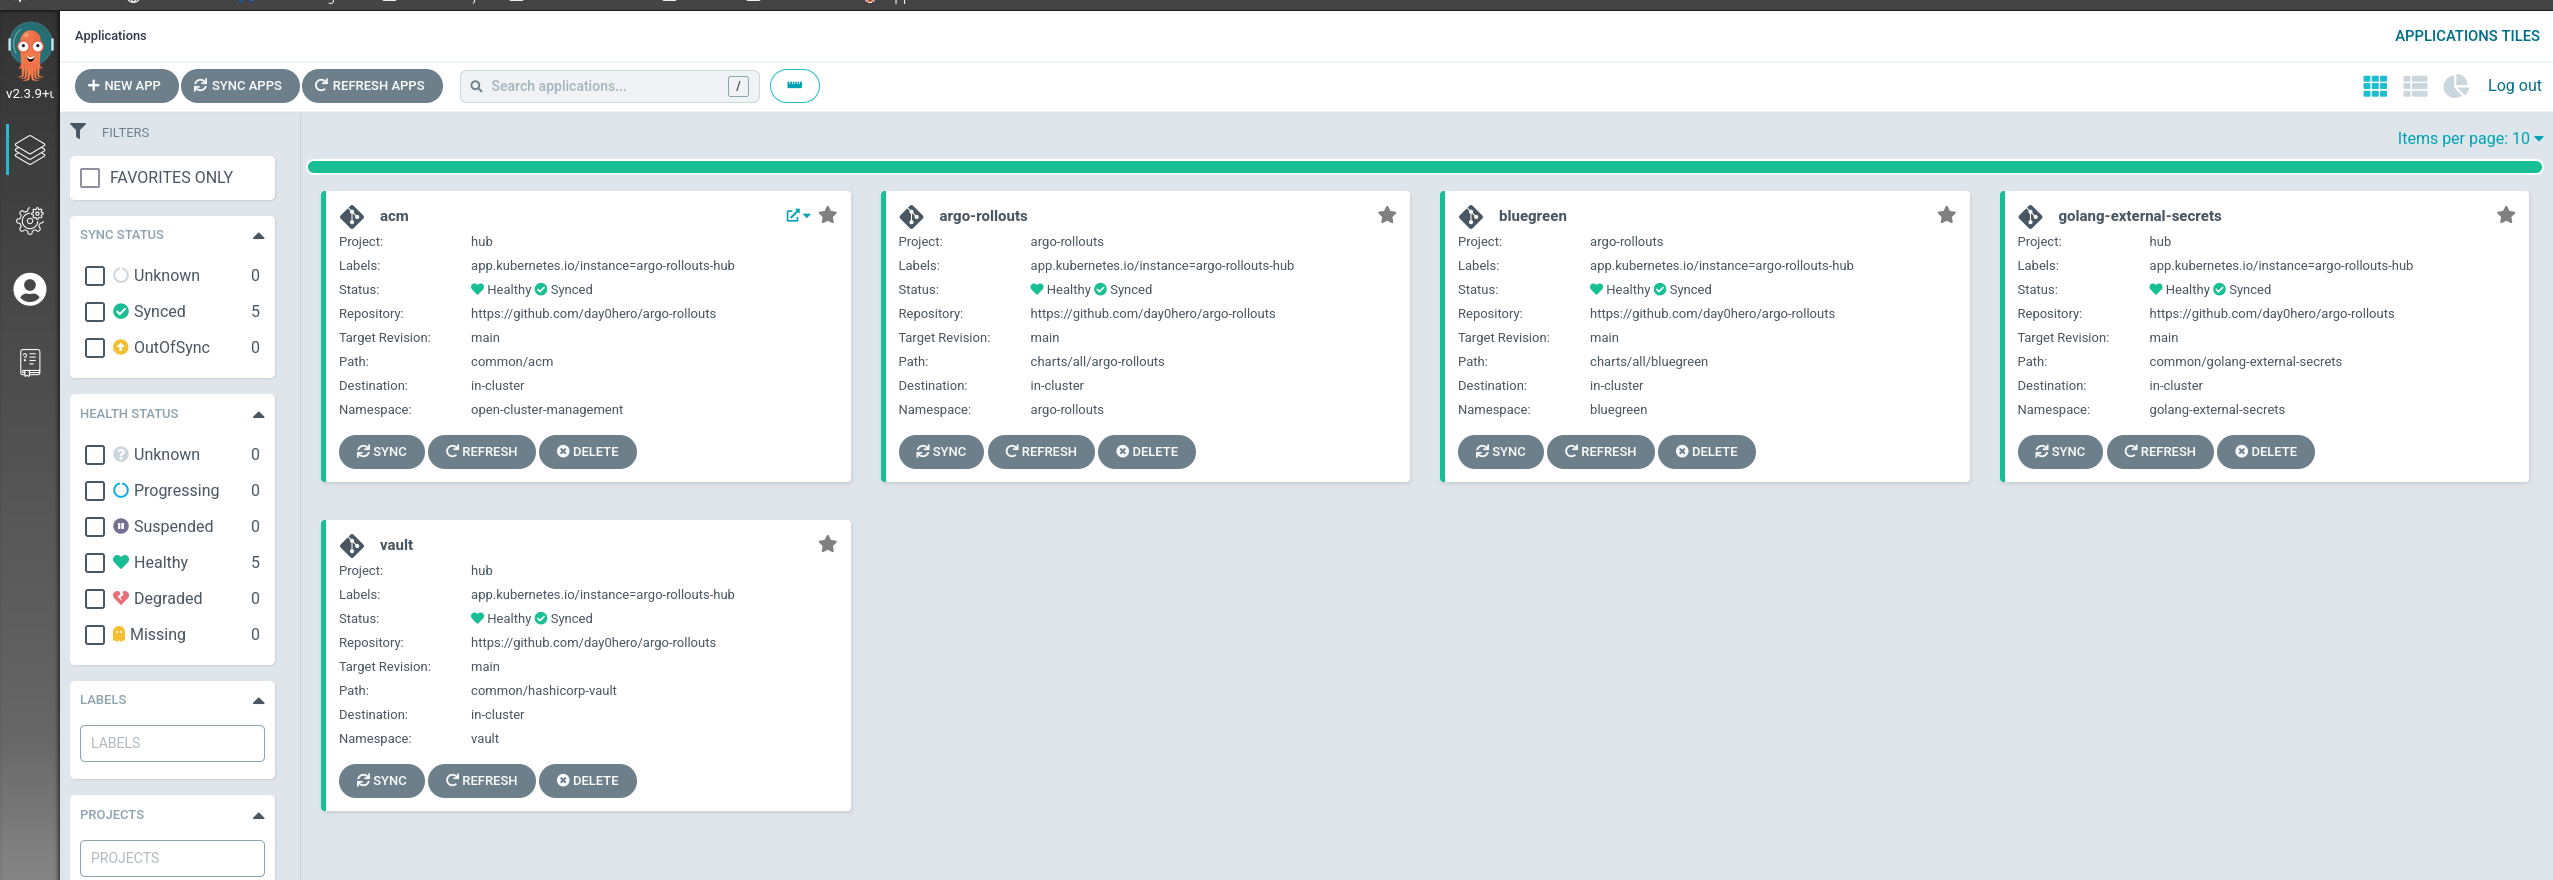 Applications
APPLICATIONS TILES
v2.3.9+u
NEW APP
SYNC APPS
REFRESH APPS
Search applications...
/
Log out
FILTERS
FAVORITES ONLY
SYNC STATUS
Unknown 0
Synced 5
OutOfSync 0
HEALTH STATUS
Unknown 0
Progressing 0
Suspended 0
Healthy 5
Degraded 0
Missing 0
LABELS
LABELS
PROJECTS
PROJECTS
Items per page: 10
acm
Project: hub
Labels: app.kubernetes.io/instance=argo-rollouts-hub
Status: Healthy Synced
Repository: https://github.com/day0hero/argo-rollouts
Target Revision: main
Path: common/acm
Destination: in-cluster
Namespace: open-cluster-management
SYNC REFRESH DELETE
argo-rollouts
Project: argo-rollouts
Labels: app.kubernetes.io/instance=argo-rollouts-hub
Status: Healthy Synced
Repository: https://github.com/day0hero/argo-rollouts
Target Revision: main
Path: charts/all/argo-rollouts
Destination: in-cluster
Namespace: argo-rollouts
SYNC REFRESH DELETE
bluegreen
Project: argo-rollouts
Labels: app.kubernetes.io/instance=argo-rollouts-hub
Status: Healthy Synced
Repository: https://github.com/day0hero/argo-rollouts
Target Revision: main
Path: charts/all/bluegreen
Destination: in-cluster
Namespace: bluegreen
SYNC REFRESH DELETE
golang-external-secrets
Project: hub
Labels: app.kubernetes.io/instance=argo-rollouts-hub
Status: Healthy Synced
Repository: https://github.com/day0hero/argo-rollouts
Target Revision: main
Path: common/golang-external-secrets
Destination: in-cluster
Namespace: golang-external-secrets
SYNC REFRESH DELETE
vault
Project: hub
Labels: app.kubernetes.io/instance=argo-rollouts-hub
Status: Healthy Synced
Repository: https://github.com/day0hero/argo-rollouts
Target Revision: main
Path: common/hashicorp-vault
Destination: in-cluster
Namespace: vault
SYNC REFRESH DELETE